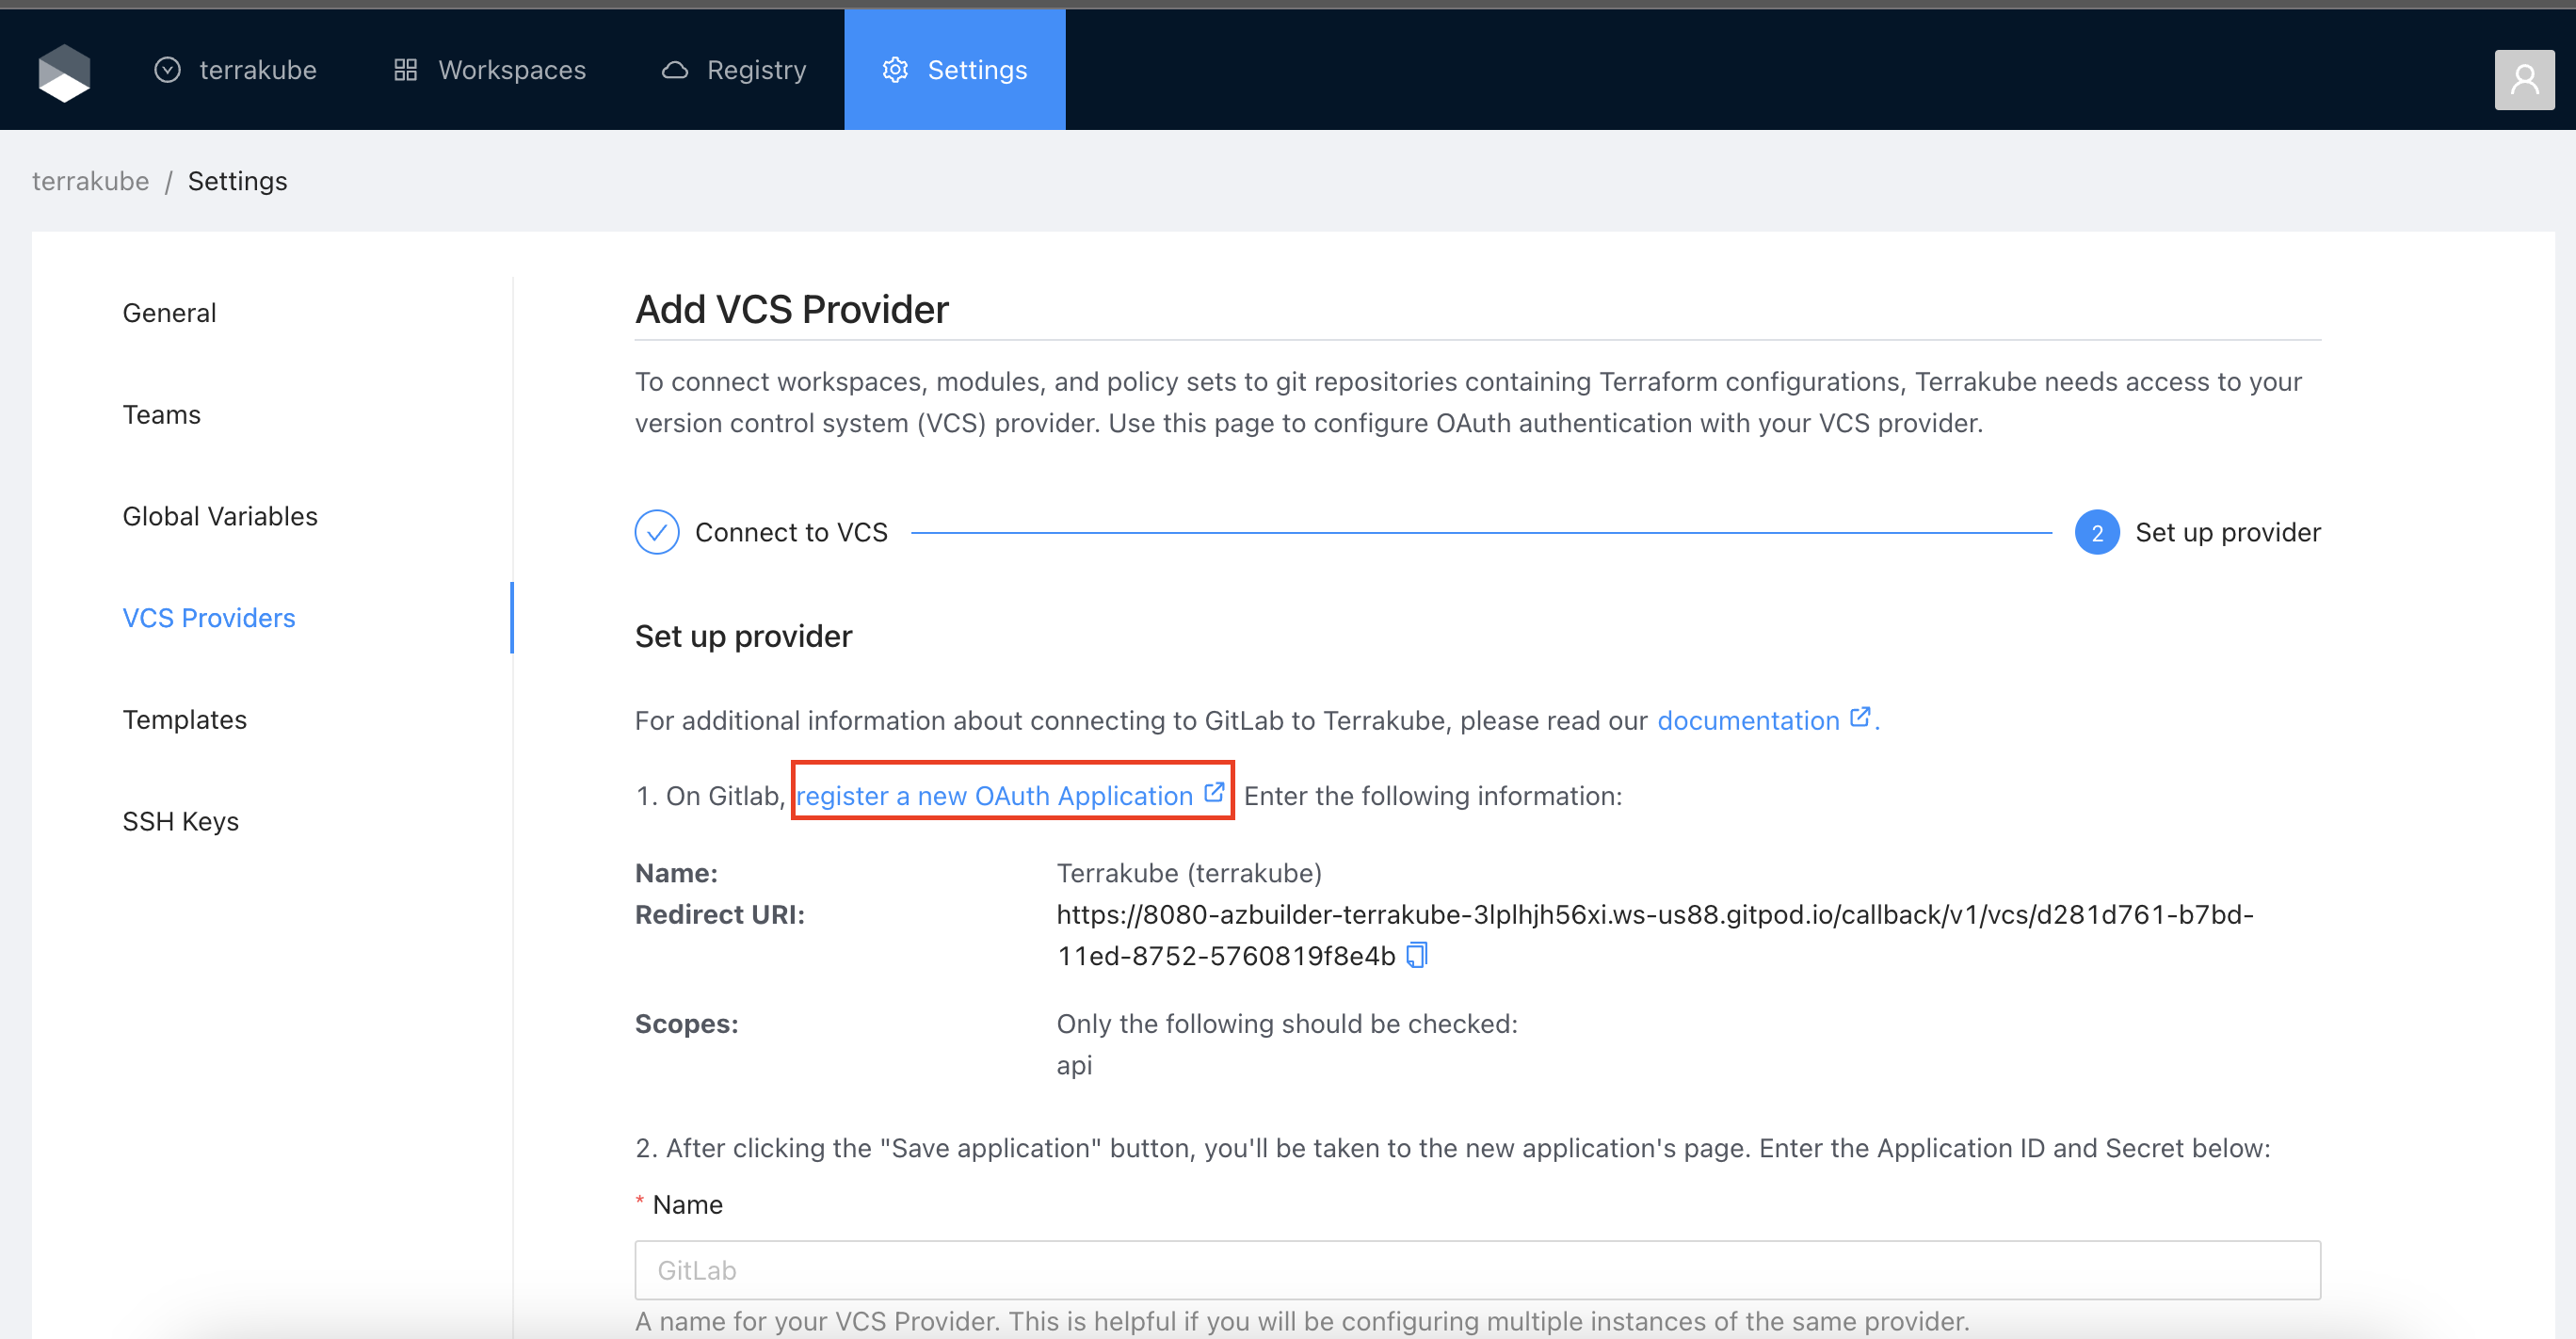 terrakube Workspaces Registry Settings
terrakube / Settings
General
Teams
Global Variables
VCS Providers
Templates
SSH Keys
Add VCS Provider
To connect workspaces, modules, and policy sets to git repositories containing Terraform configurations, Terrakube needs access to your
version control system (VCS) provider. Use this page to configure OAuth authentication with your VCS provider.
Connect to VCS 2 Set up provider
Set up provider
For additional information about connecting to GitLab to Terrakube, please read our documentation .
1. On Gitlab, register a new OAuth Application Enter the following information:
Name: Terrakube (terrakube)
Redirect URI: https://8080-azbuilder-terrakube-3lplhjh56xi.ws-us88.gitpod.io/callback/v1/vcs/d281d761-b7bd-
11ed-8752-5760819f8e4b
Scopes: Only the following should be checked:
api
2. After clicking the "Save application" button, you'll be taken to the new application's page. Enter the Application ID and Secret below:
* Name
GitLab
A name for your VCS Provider. This is helpful if you will be configuring multiple instances of the same provider.